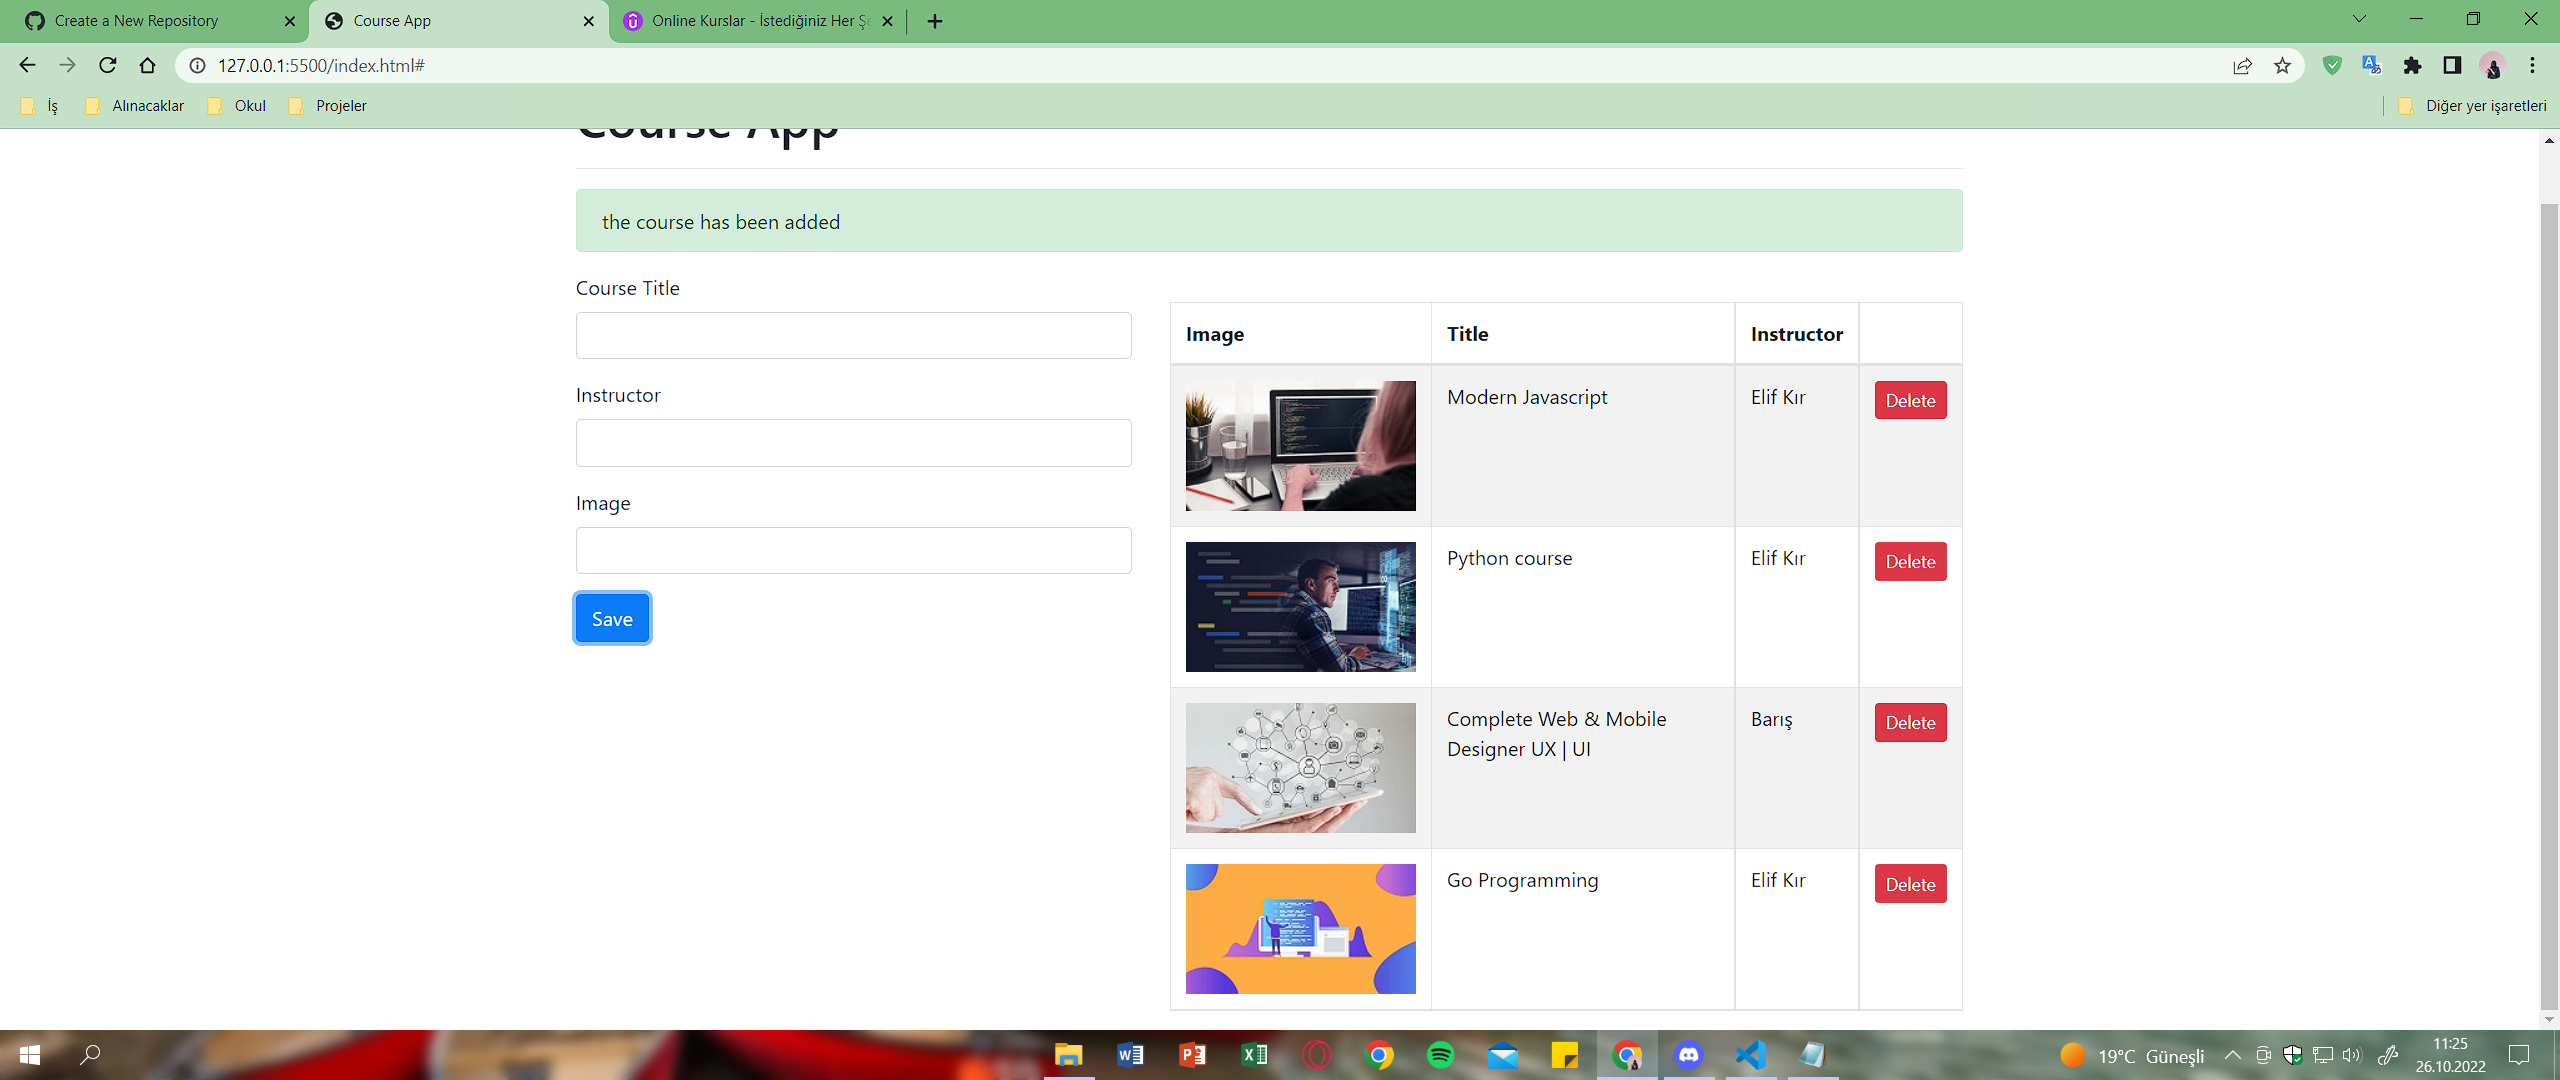 Create a New Repository
Course App
Online Kurslar - İstediğiniz Her Şe
127.0.0.1:5500/index.html#
İş
Alınacaklar
Okul
Projeler
Diğer yer işaretleri
Course App
the course has been added
Course Title
Instructor
Image
Save
Image Title Instructor
Modern Javascript Elif Kır Delete
Python course Elif Kır Delete
Complete Web & Mobile Barış Delete
Designer UX | UI
Go Programming Elif Kır Delete
19°C Güneşli
11:25
26.10.2022